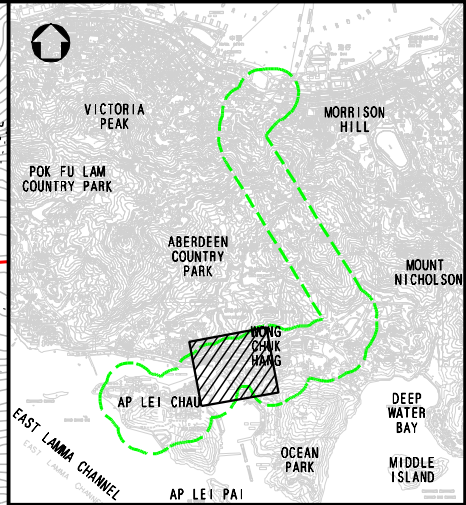 VICTORIA
PEAK
MORRISON
HILL
POK FU LAM
COUNTRY PARK
ABERDEEN
COUNTRY
PARK
MOUNT
NICHOLSON
WONG
CHUK
HANG
AP LEI CHAU
DEEP
WATER
BAY
EAST LAMMA CHANNEL
OCEAN
PARK
MIDDLE
ISLAND
AP LEI PAI